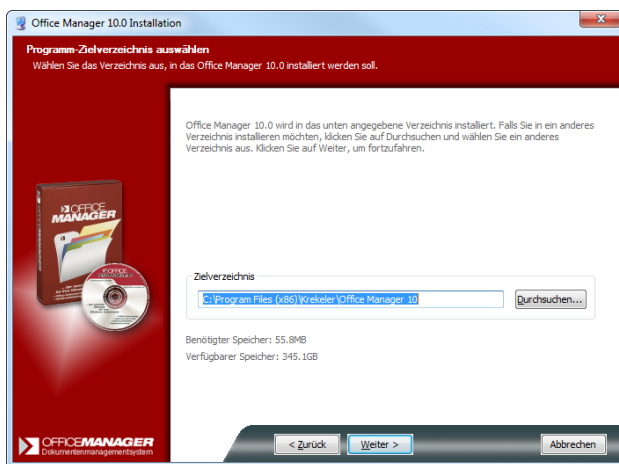 Office Manager 10.0 Installation
Programm-Zielverzeichnis auswählen
Wählen Sie das Verzeichnis aus, in das Office Manager 10.0 installiert werden soll.
Office Manager 10.0 wird in das unten angegebene Verzeichnis installiert. Falls Sie in ein anderes
Verzeichnis installieren möchten, klicken Sie auf Durchsuchen und wählen Sie ein anderes
Verzeichnis aus. Klicken Sie auf Weiter, um fortzufahren.
OFFICE
MANAGER
Zielverzeichnis
C:\Program Files (x86)\Krekeler\Office Manager 10
Durchsuchen...
Benötigter Speicher: 55.8MB
Verfügbarer Speicher: 345.1GB
OFFICEMANAGER
Dokumentenmanagementsystem
< Zurück
Weiter >
Abbrechen